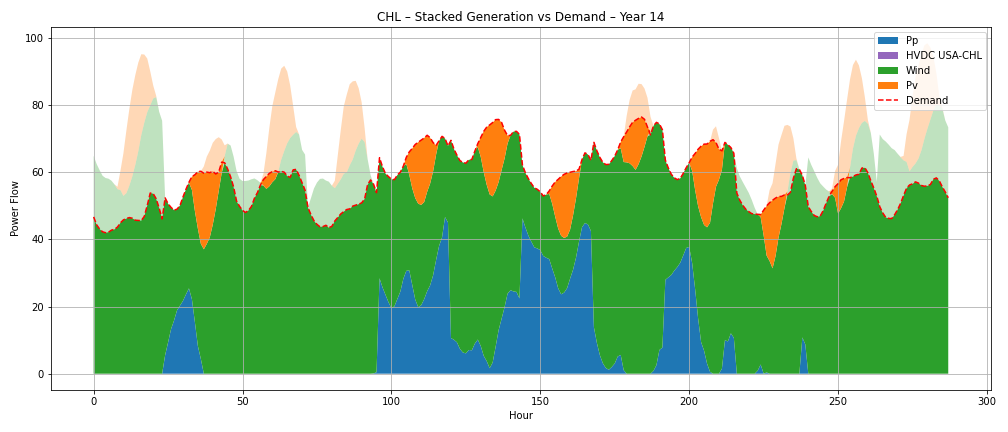 CHL – Stacked Generation vs Demand – Year 14
100
80
60
40
20
0
Power Flow
0 50 100 150 200 250 300
Hour
Pp
HVDC USA-CHL
Wind
Pv
Demand